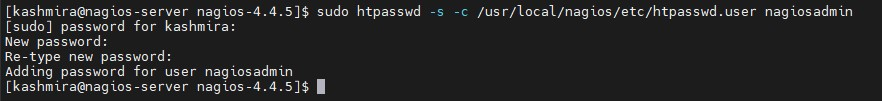 [kashmira@nagios-server nagios-4.4.5]$ sudo htpasswd -s -c /usr/local/nagios/etc/htpasswd.user nagiosadmin
[sudo] password for kashmira:
New password:
Re-type new password:
Adding password for user nagiosadmin
[kashmira@nagios-server nagios-4.4.5]$